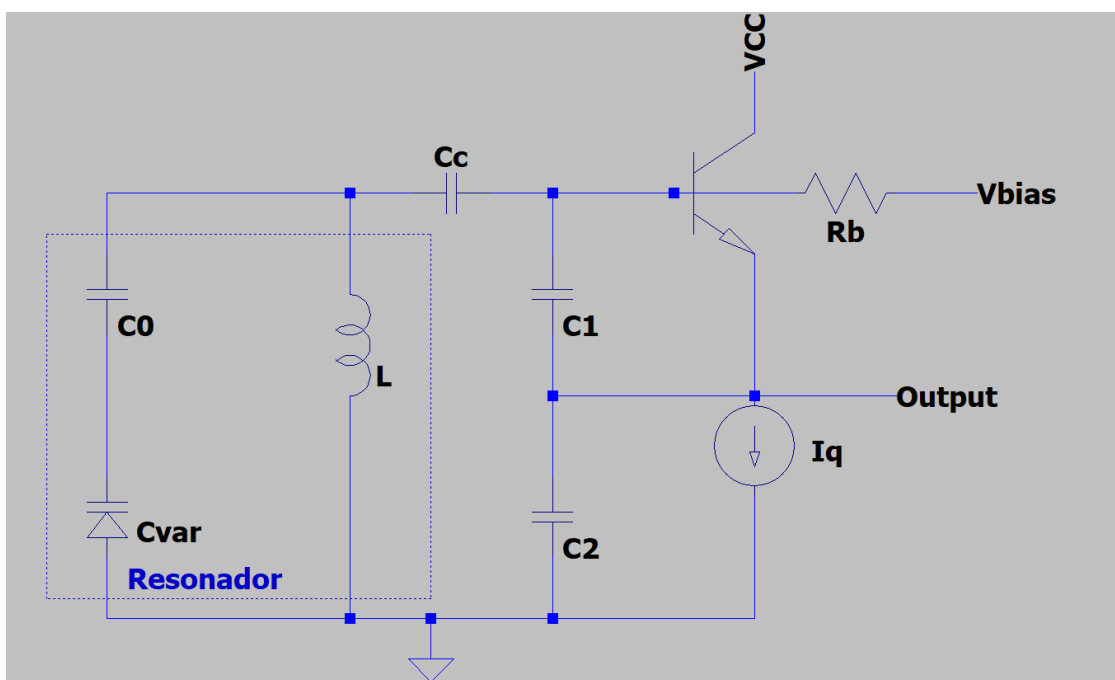 VCC
Cc
Vbias
Rb
C0
C1
L
Output
Iq
Cvar
C2
Resonador